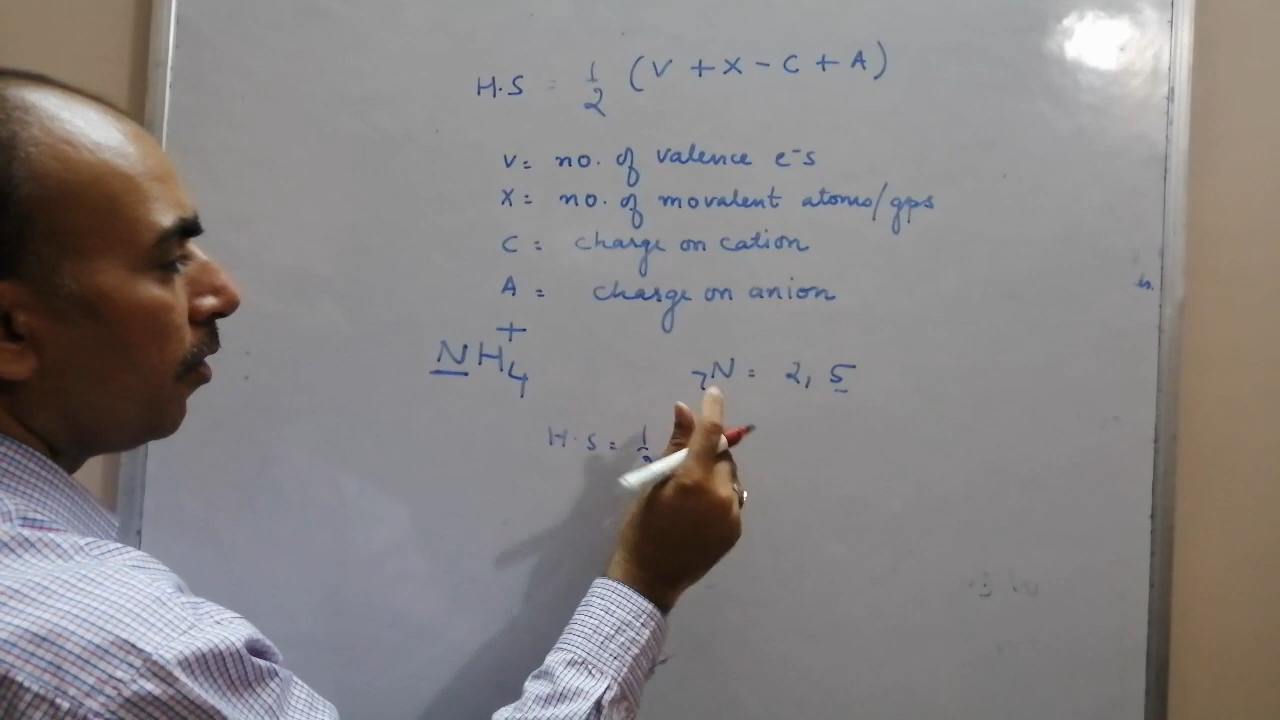 H.S = 1/2 (V + X - C + A)
V = no. of valence e⁻s
X = no. of movalent atoms/gps
C = charge on cation
A = charge on anion
NH₄⁺ ₇N = 2, 5
H.S = 1/2